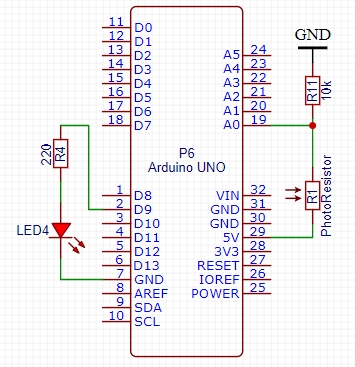 GND
11 D0
12 D1
13 D2
14 D3
15 D4
16 D5
17 D6
18 D7
A5 24
A4 23
A3 22
A2 21
A1 20
A0 19
R11
10k
220
R4
P6
Arduino UNO
LED4
1 D8
2 D9
3 D10
4 D11
5 D12
6 D13
7 GND
8 AREF
9 SDA
10 SCL
VIN 32
GND 31
GND 30
5V 29
3V3 28
RESET 27
IOREF 26
POWER 25
R1
PhotoResistor